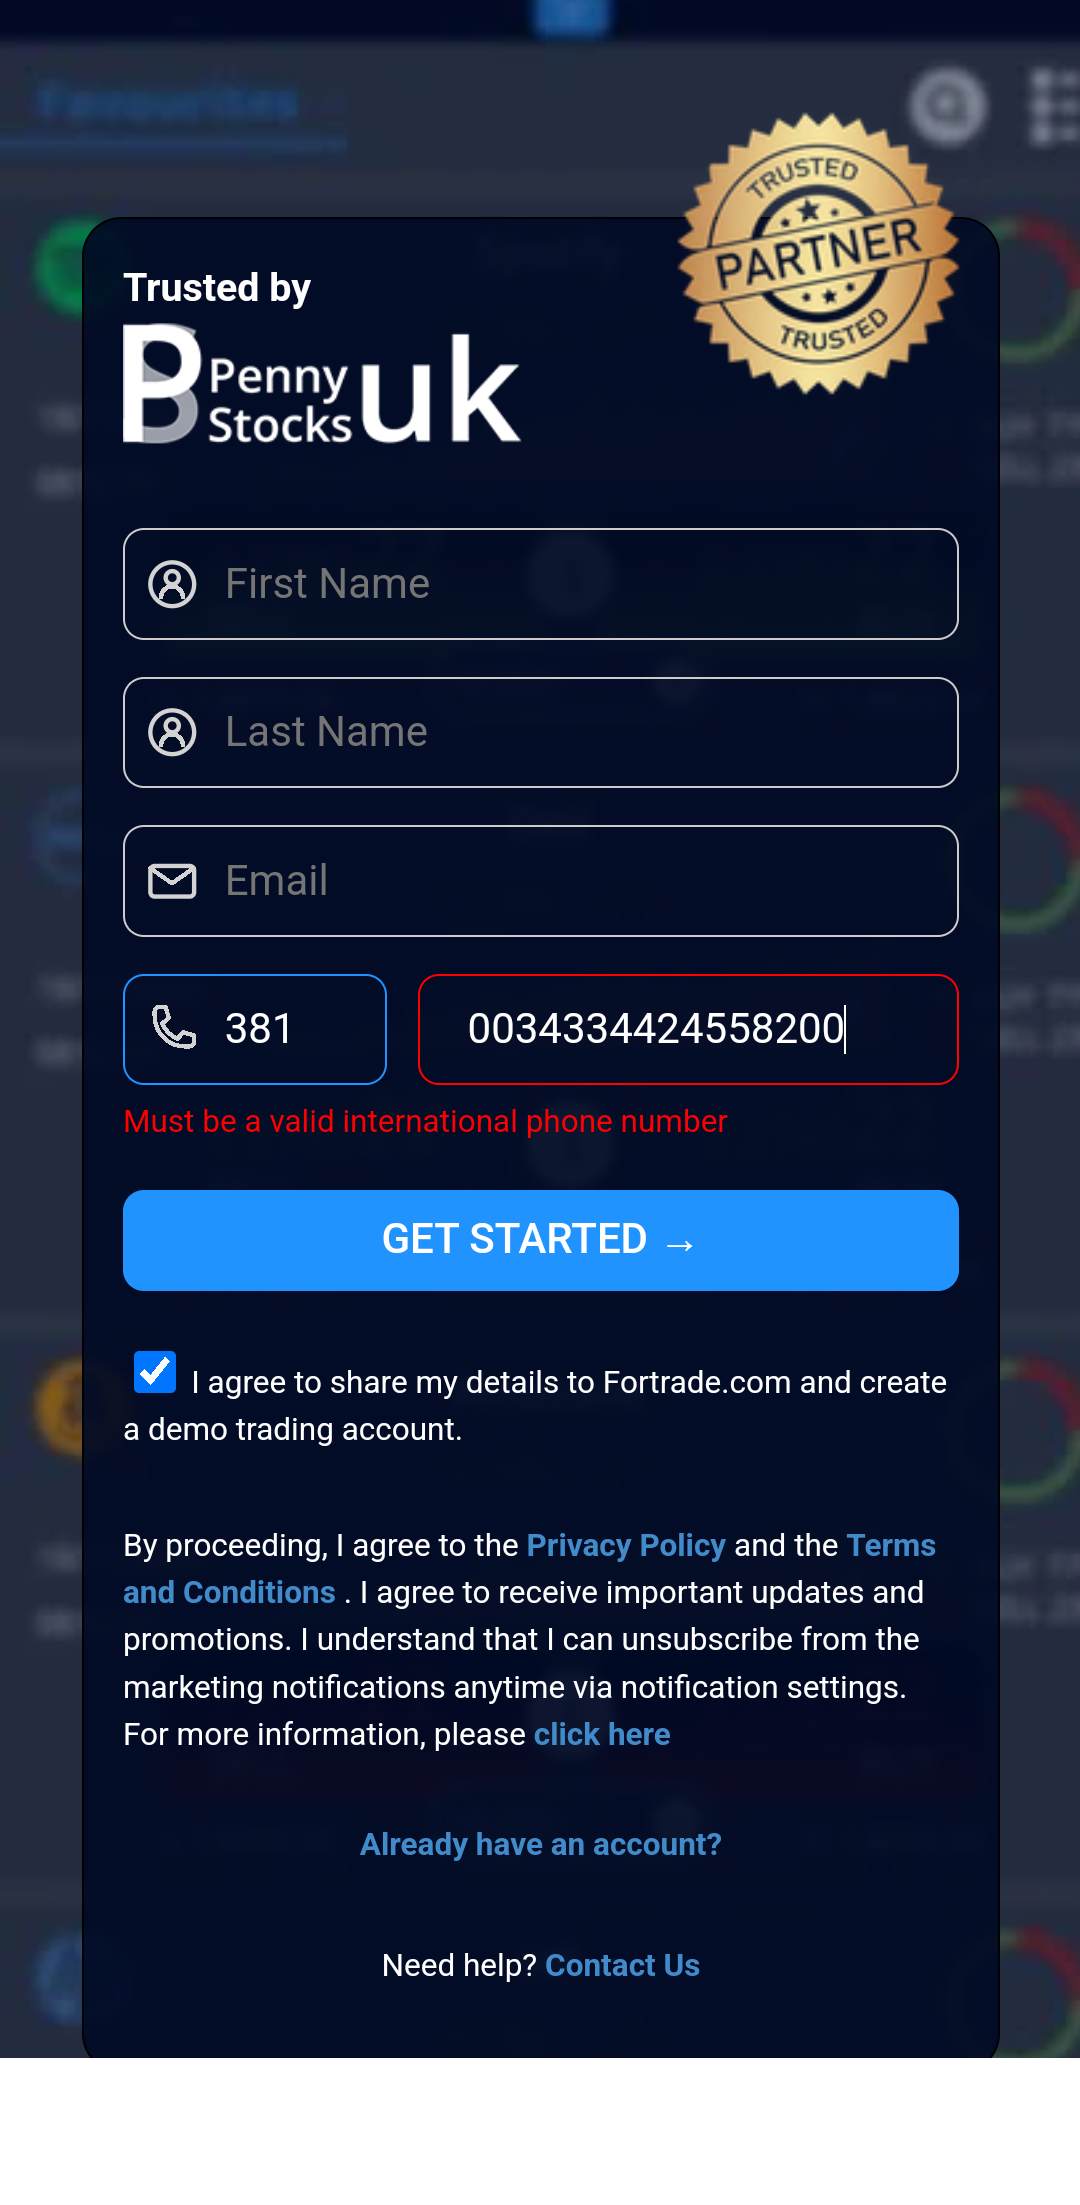 Favourites
TRUSTED
PARTNER
TRUSTED
Trusted by
Penny
Stocks uk
First Name
Last Name
Email
381 0034334424558200
Must be a valid international phone number
GET STARTED →
I agree to share my details to Fortrade.com and create
a demo trading account.
By proceeding, I agree to the Privacy Policy and the Terms
and Conditions . I agree to receive important updates and
promotions. I understand that I can unsubscribe from the
marketing notifications anytime via notification settings.
For more information, please click here
Already have an account?
Need help? Contact Us